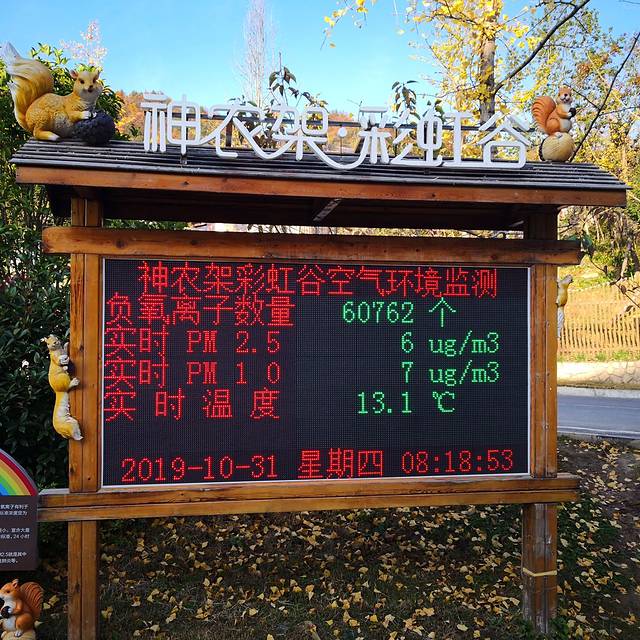 神农架·彩虹谷
神农架彩虹谷空气环境监测
负氧离子数量 60762 个
实时 PM 2.5 6 ug/m3
实时 PM 10 7 ug/m3
实时温度 13.1 ℃
2019-10-31 星期四 08:18:53